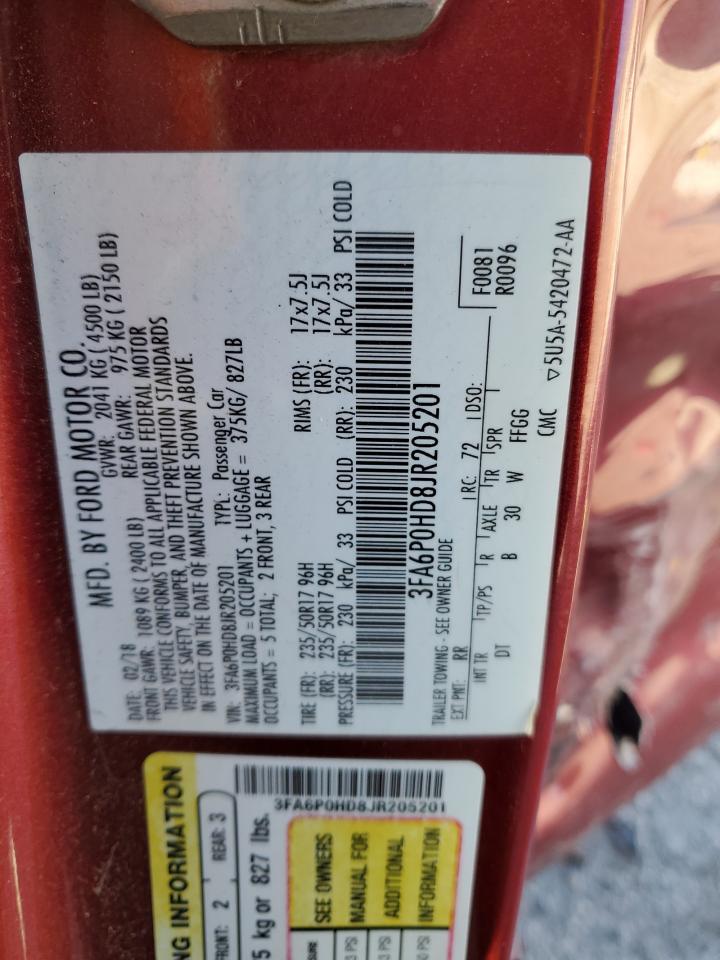 MFD. BY FORD MOTOR CO.
DATE: 02/18 GVWR: 2041 KG ( 4500 LB)
FRONT GAWR: 1089 KG ( 2400 LB) REAR GAWR: 975 KG ( 2150 LB)
THIS VEHICLE CONFORMS TO ALL APPLICABLE FEDERAL MOTOR
VEHICLE SAFETY, BUMPER, AND THEFT PREVENTION STANDARDS
IN EFFECT ON THE DATE OF MANUFACTURE SHOWN ABOVE.
VIN: 3FA6P0HD8JR205201 TYPE: Passenger Car
MAXIMUM LOAD = OCCUPANTS + LUGGAGE = 375KG/ 827LB
OCCUPANTS = 5 TOTAL; 2 FRONT, 3 REAR
TIRE (FR): 235/50R17 96H RIMS (FR): 17x7.5J
(RR): 235/50R17 96H (RR): 17x7.5J
PRESSURE (FR): 230 kPa/ 33 PSI COLD (RR): 230 kPa/ 33 PSI COLD
3FA6P0HD8JR205201
TRAILER TOWING - SEE OWNER GUIDE
EXT PNT: RR RC: 72 DSO: F0081
R0096
INT TR TP/PS R AXLE TR SPR
DT B 30 W FFGG
CMC ▽5U5A-5420472-AA
NG INFORMATION
FRONT: 2 REAR: 3
5 kg or 827 lbs.
3FA6P0HD8JR205201
SEE OWNERS
MANUAL FOR
ADDITIONAL
INFORMATION
3 PSI
3 PSI
0 PSI